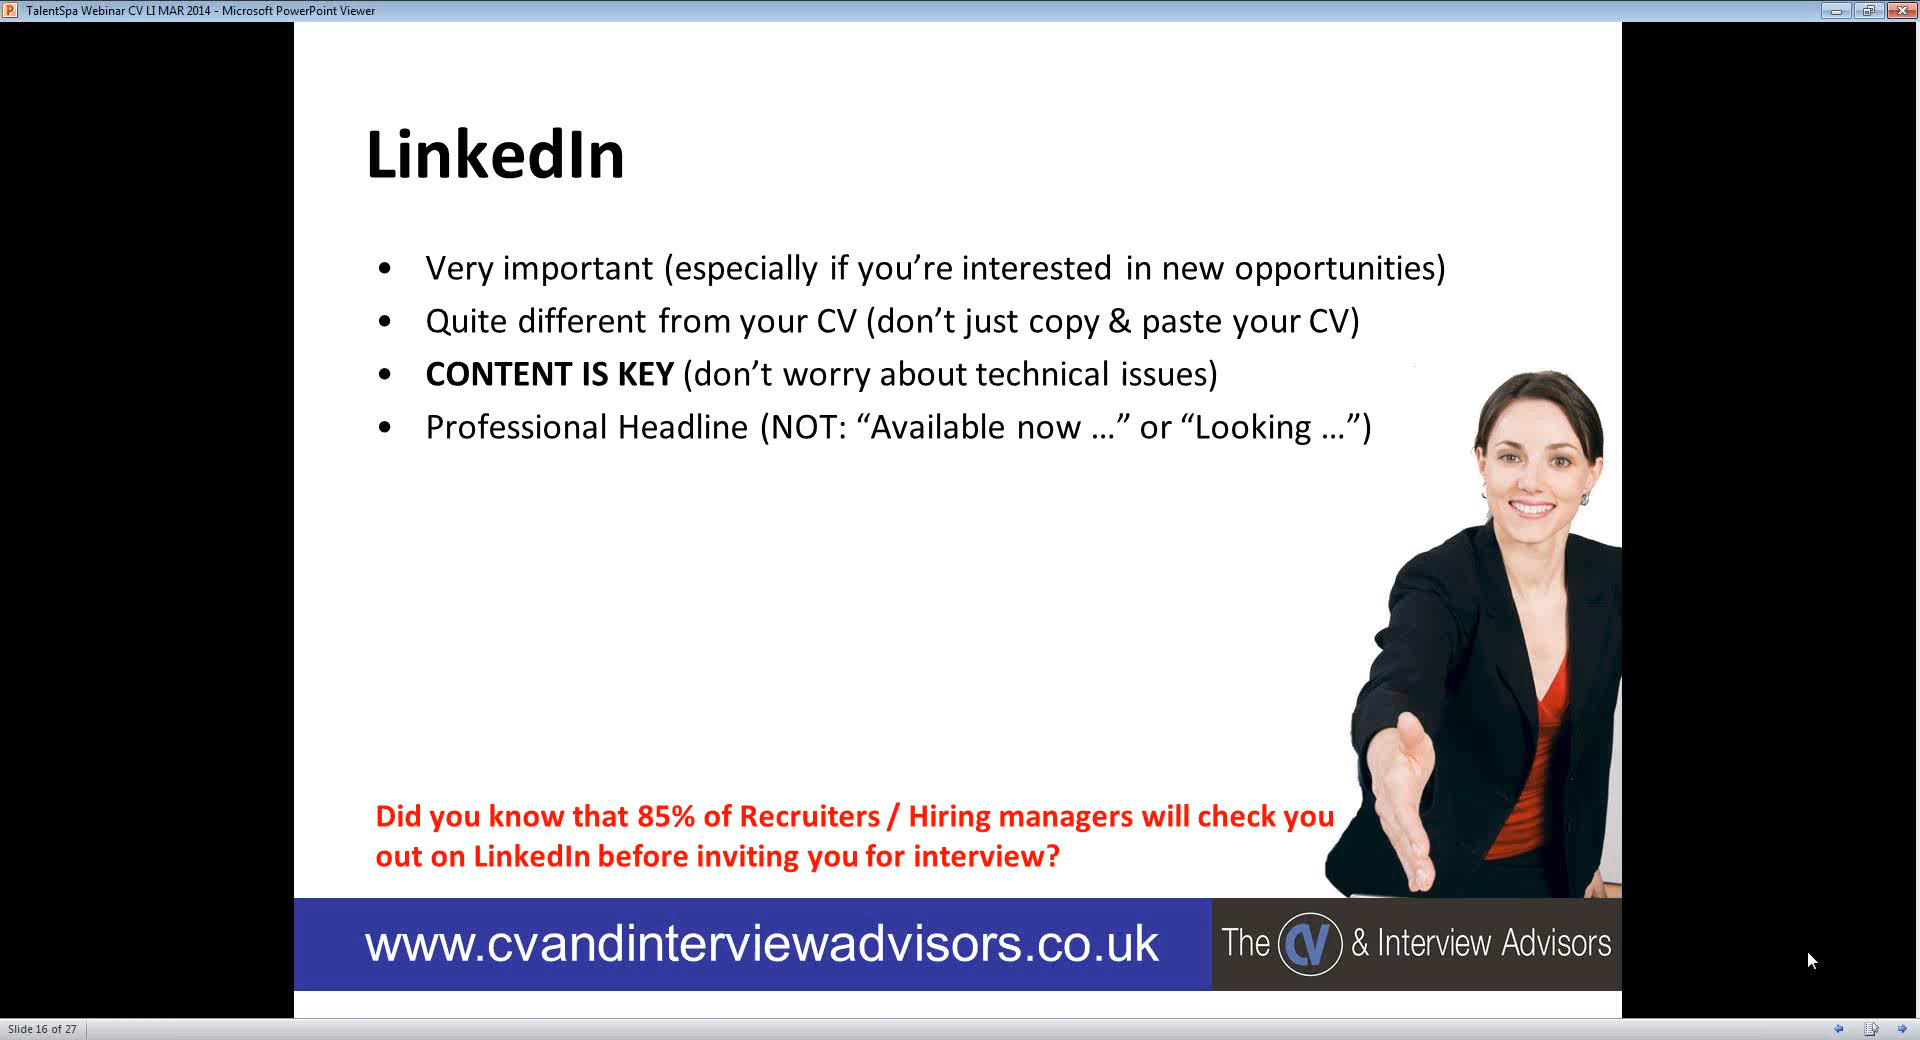 TalentSpa Webinar CV LI MAR 2014 - Microsoft PowerPoint Viewer
LinkedIn
• Very important (especially if you’re interested in new opportunities)
• Quite different from your CV (don’t just copy & paste your CV)
• CONTENT IS KEY (don’t worry about technical issues)
• Professional Headline (NOT: “Available now …” or “Looking …”)
Did you know that 85% of Recruiters / Hiring managers will check you
out on LinkedIn before inviting you for interview?
www.cvandinterviewadvisors.co.uk
The CV & Interview Advisors
Slide 16 of 27